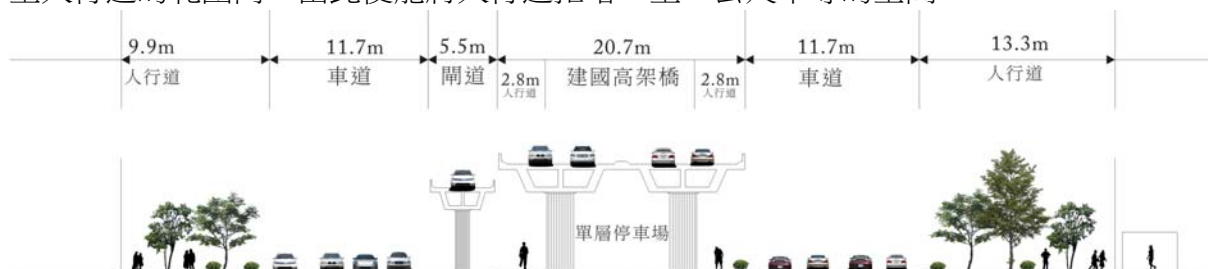 9.9m 11.7m 5.5m 20.7m 11.7m 13.3m
人行道 車道 閘道 2.8m 人行道 建國高架橋 2.8m 人行道 車道 人行道
單層停車場